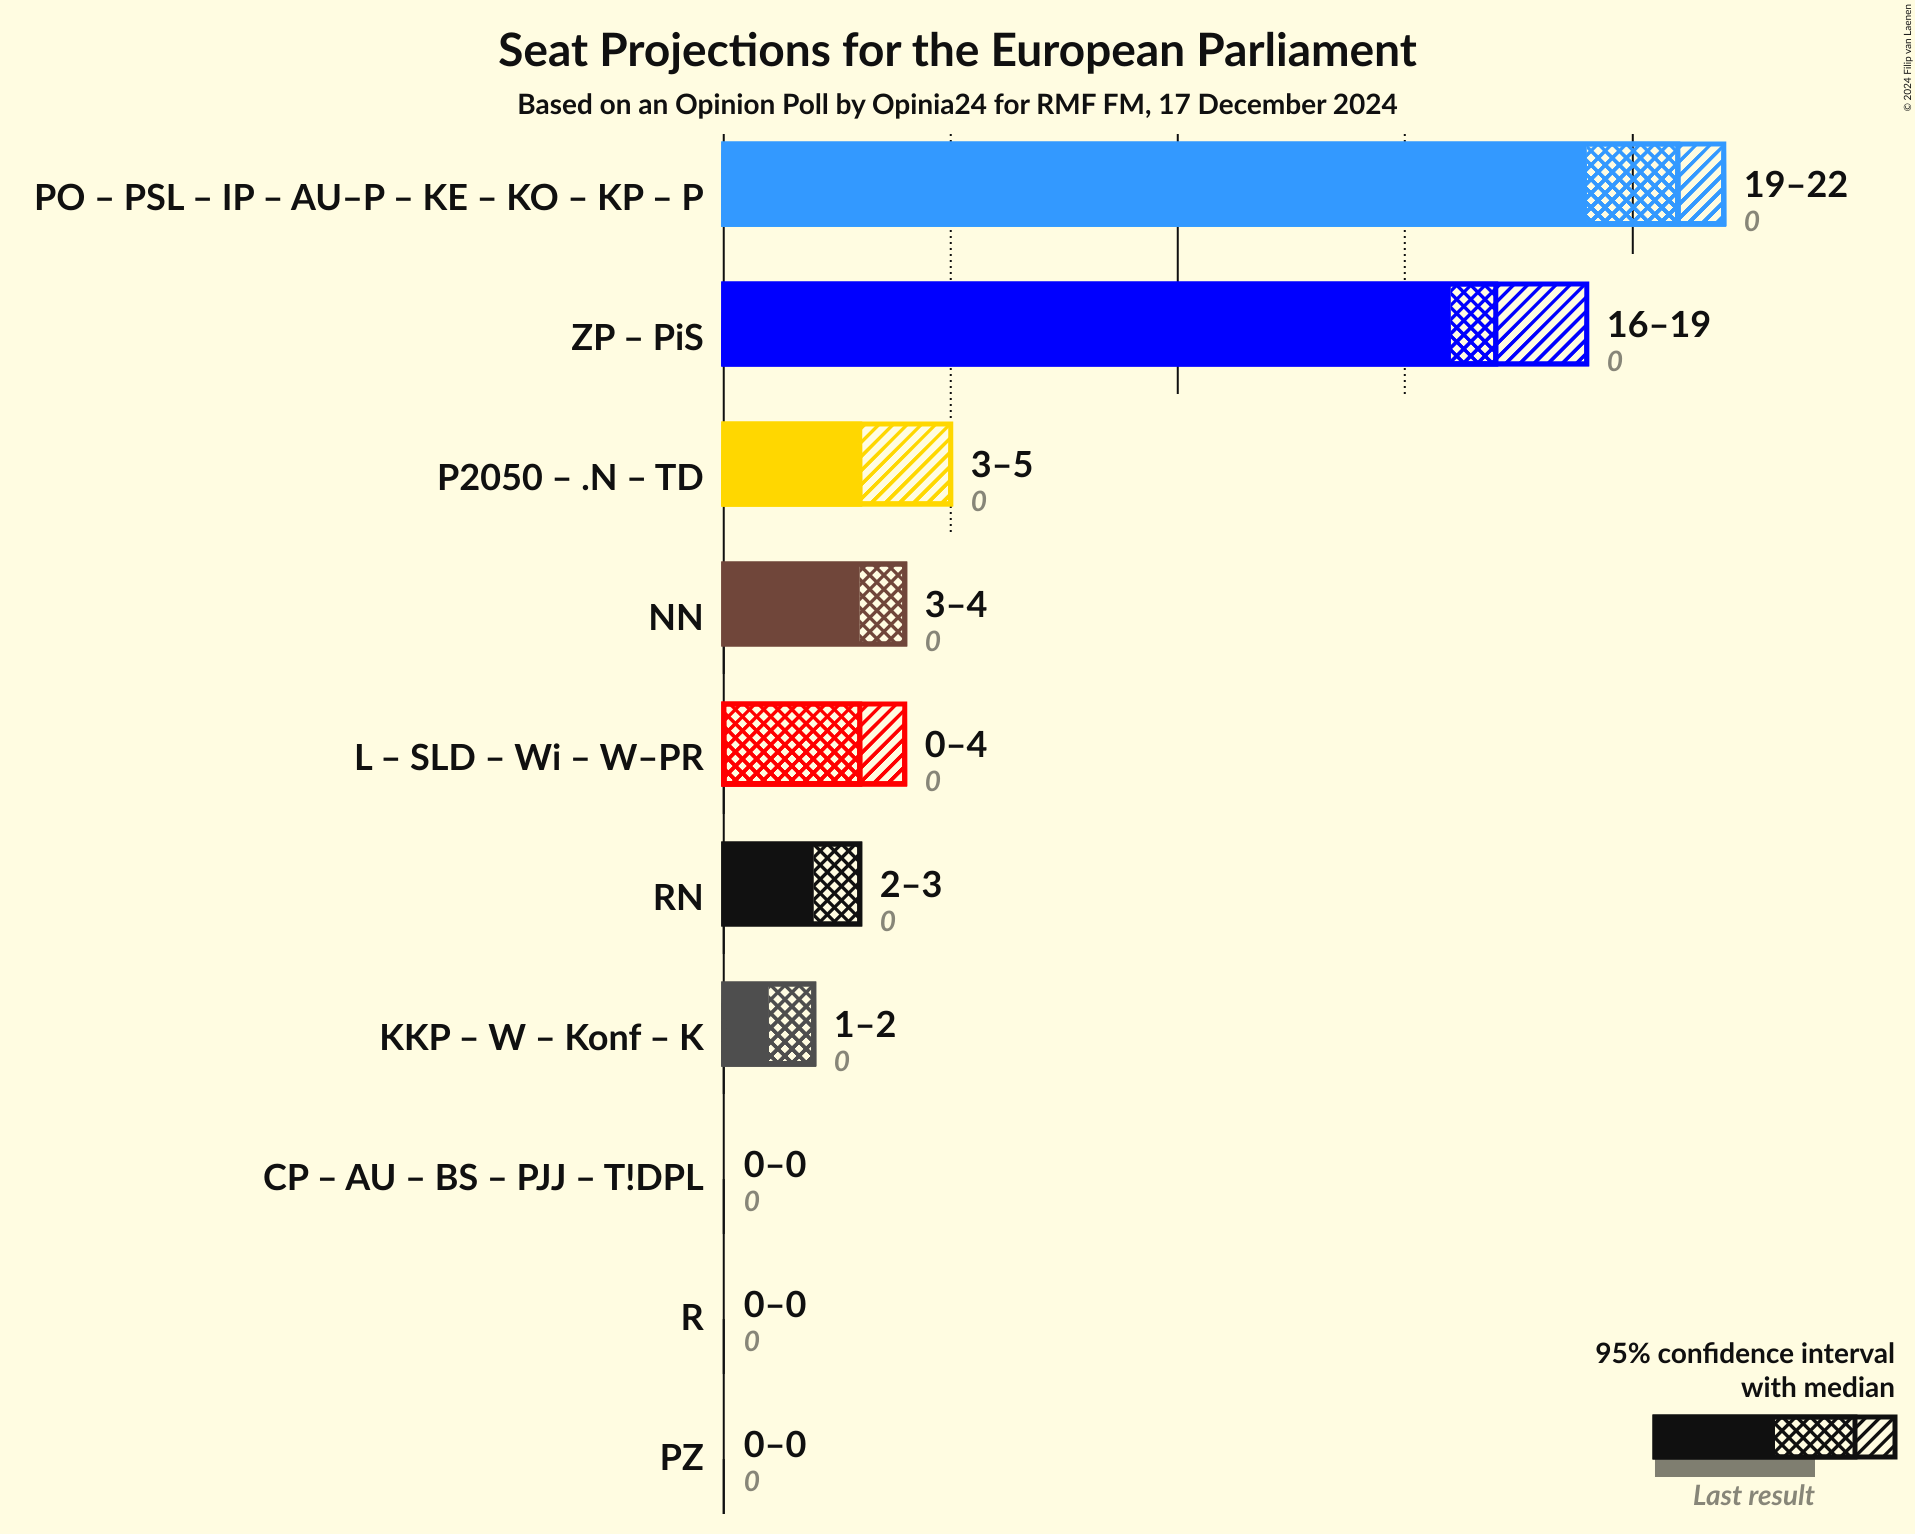 Seat Projections for the European Parliament
Based on an Opinion Poll by Opinia24 for RMF FM, 17 December 2024
© 2024 Filip van Laenen
PO – PSL – IP – AU–P – KE – KO – KP – P
19–22
0
ZP – PiS
16–19
0
P2050 – .N – TD
3–5
0
NN
3–4
0
L – SLD – Wi – W–PR
0–4
0
RN
2–3
0
KKP – W – Konf – K
1–2
0
CP – AU – BS – PJJ – T!DPL
0–0
0
R
0–0
0
PZ
0–0
0
95% confidence interval
with median
Last result